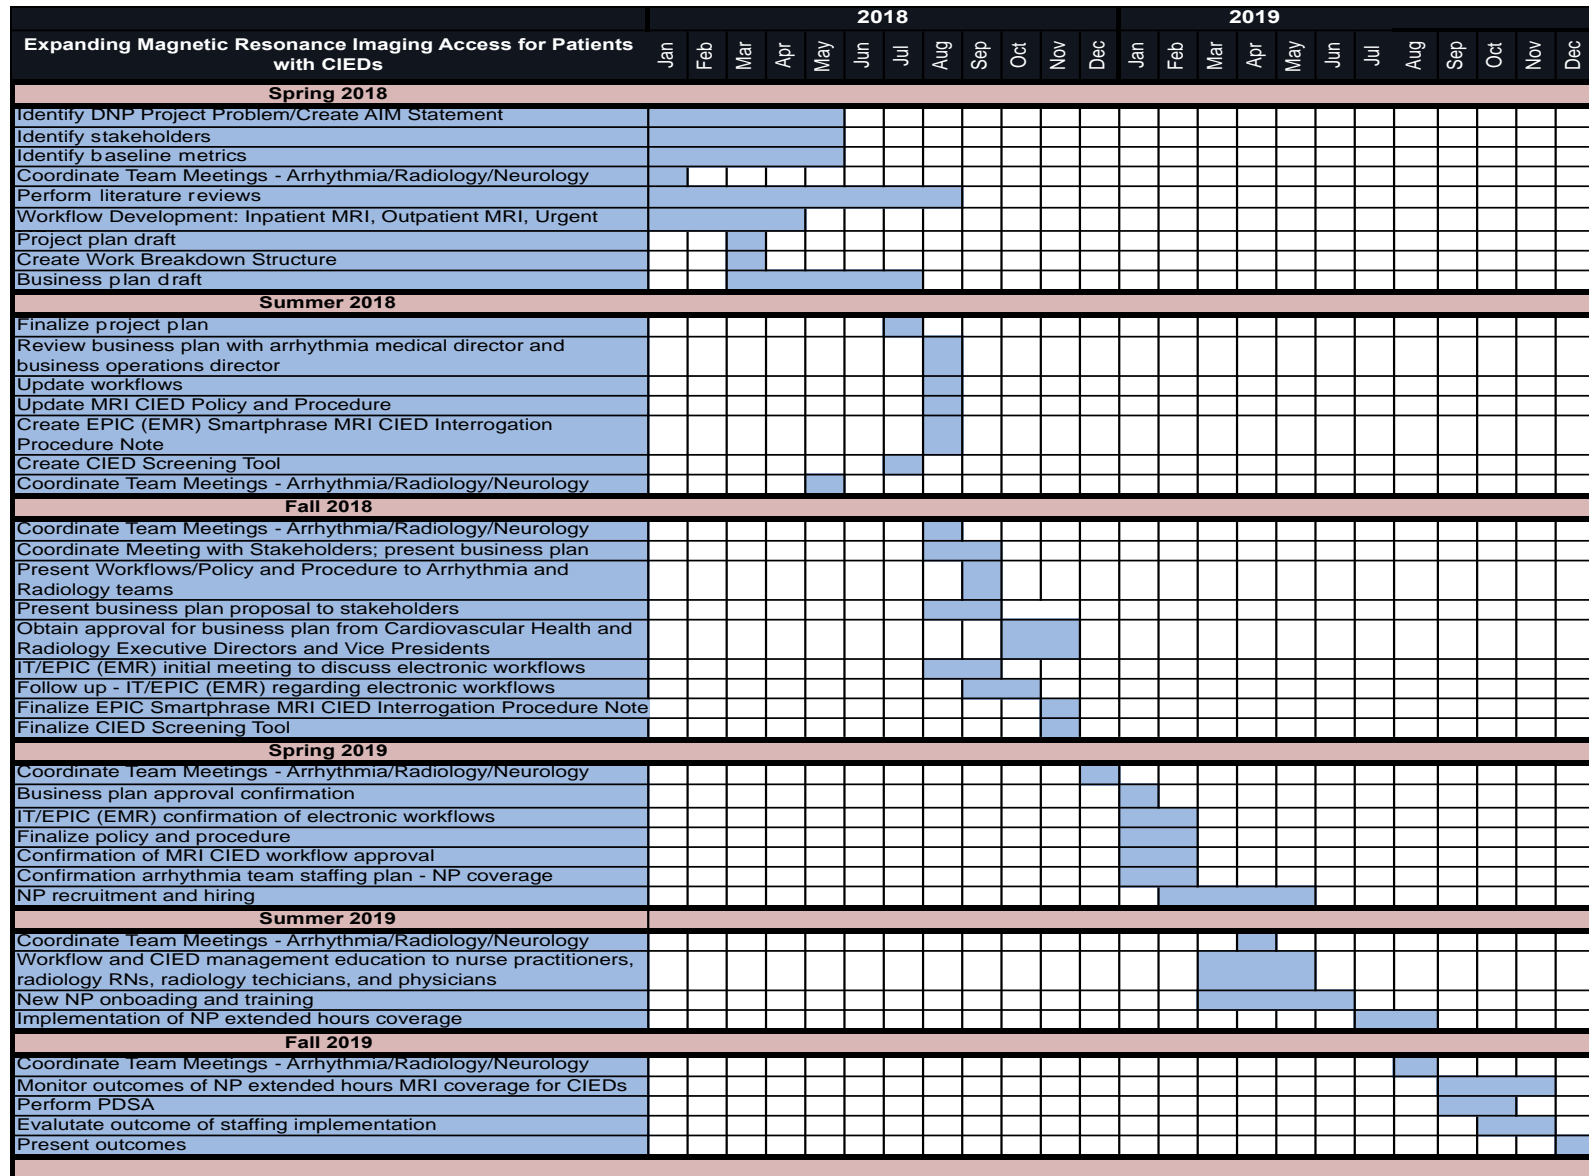 2018 2019
Expanding Magnetic Resonance Imaging Access for Patients
with CIEDs
Jan Feb Mar Apr May Jun Jul Aug Sep Oct Nov Dec Jan Feb Mar Apr May Jun Jul Aug Sep Oct Nov Dec
Spring 2018
Identify DNP Project Problem/Create AIM Statement
Identify stakeholders
Identify baseline metrics
Coordinate Team Meetings - Arrhythmia/Radiology/Neurology
Perform literature reviews
Workflow Development: Inpatient MRI, Outpatient MRI, Urgent
Project plan draft
Create Work Breakdown Structure
Business plan draft
Summer 2018
Finalize project plan
Review business plan with arrhythmia medical director and
business operations director
Update workflows
Update MRI CIED Policy and Procedure
Create EPIC (EMR) Smartphrase MRI CIED Interrogation
Procedure Note
Create CIED Screening Tool
Coordinate Team Meetings - Arrhythmia/Radiology/Neurology
Fall 2018
Coordinate Team Meetings - Arrhythmia/Radiology/Neurology
Coordinate Meeting with Stakeholders; present business plan
Present Workflows/Policy and Procedure to Arrhythmia and
Radiology teams
Present business plan proposal to stakeholders
Obtain approval for business plan from Cardiovascular Health and
Radiology Executive Directors and Vice Presidents
IT/EPIC (EMR) initial meeting to discuss electronic workflows
Follow up - IT/EPIC (EMR) regarding electronic workflows
Finalize EPIC Smartphrase MRI CIED Interrogation Procedure Note
Finalize CIED Screening Tool
Spring 2019
Coordinate Team Meetings - Arrhythmia/Radiology/Neurology
Business plan approval confirmation
IT/EPIC (EMR) confirmation of electronic workflows
Finalize policy and procedure
Confirmation of MRI CIED workflow approval
Confirmation arrhythmia team staffing plan - NP coverage
NP recruitment and hiring
Summer 2019
Coordinate Team Meetings - Arrhythmia/Radiology/Neurology
Workflow and CIED management education to nurse practitioners,
radiology RNs, radiology techicians, and physicians
New NP onboading and training
Implementation of NP extended hours coverage
Fall 2019
Coordinate Team Meetings - Arrhythmia/Radiology/Neurology
Monitor outcomes of NP extended hours MRI coverage for CIEDs
Perform PDSA
Evalutate outcome of staffing implementation
Present outcomes